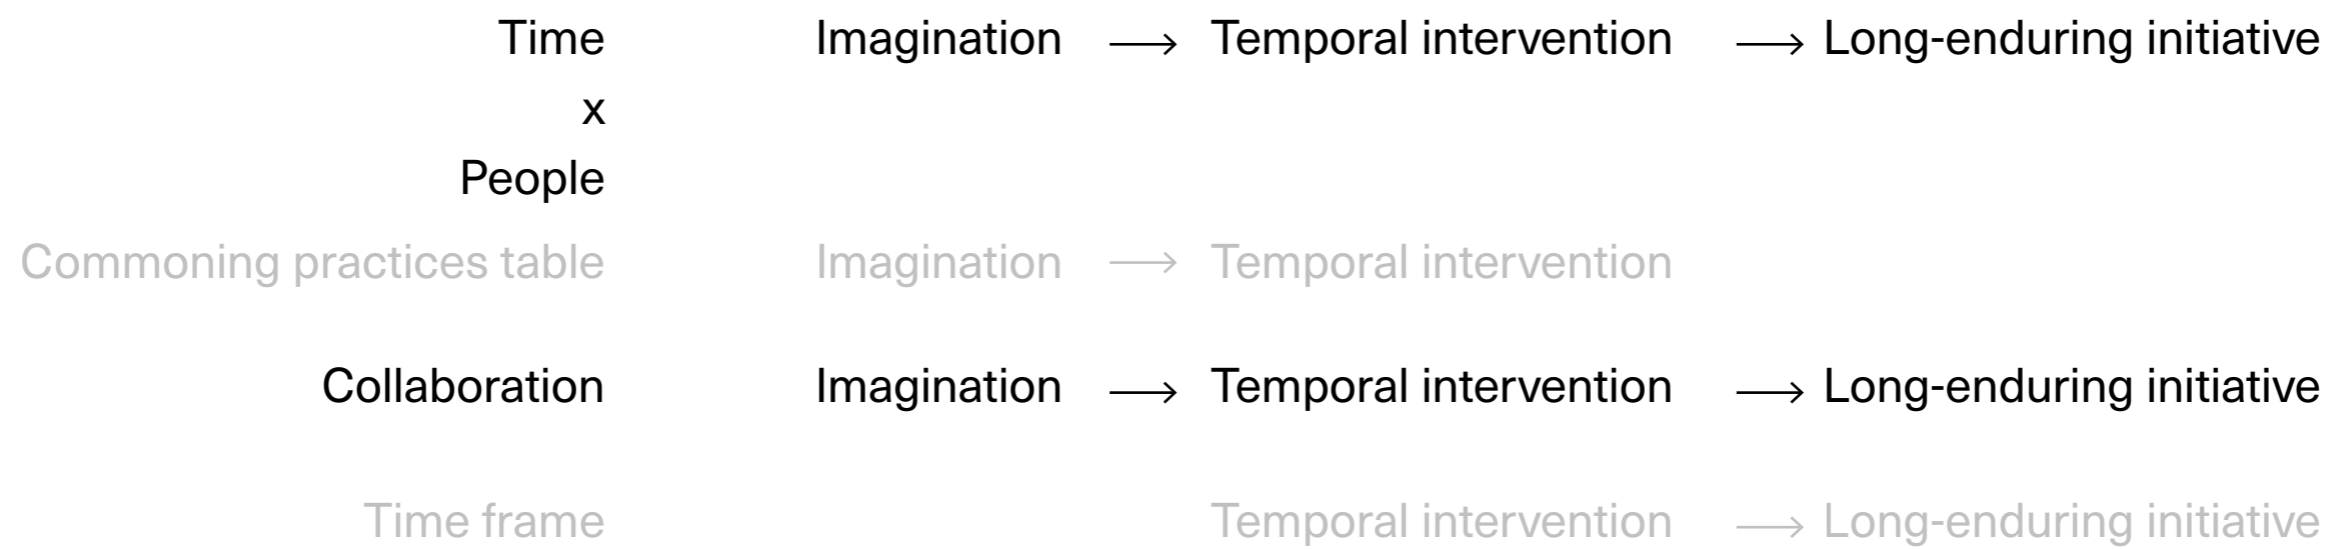 Time Imagination ⟶ Temporal intervention ⟶ Long-enduring initiative
x
People
Commoning practices table Imagination ⟶ Temporal intervention
Collaboration Imagination ⟶ Temporal intervention ⟶ Long-enduring initiative
Time frame Temporal intervention ⟶ Long-enduring initiative